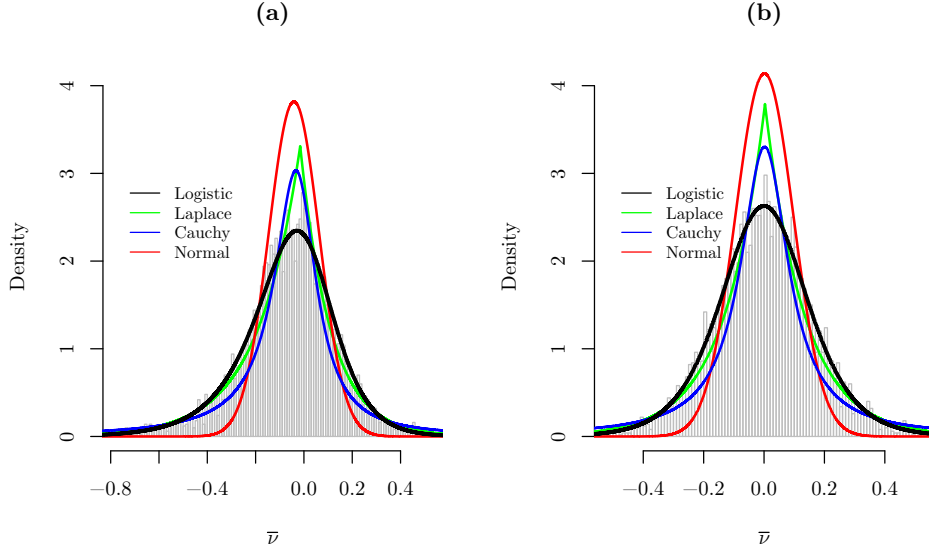 (a)
Density
4
3
2
1
0
Logistic
Laplace
Cauchy
Normal
−0.8
−0.4
0.0
0.2
0.4
ν̅
(b)
Density
4
3
2
1
0
Logistic
Laplace
Cauchy
Normal
−0.4
−0.2
0.0
0.2
0.4
ν̅